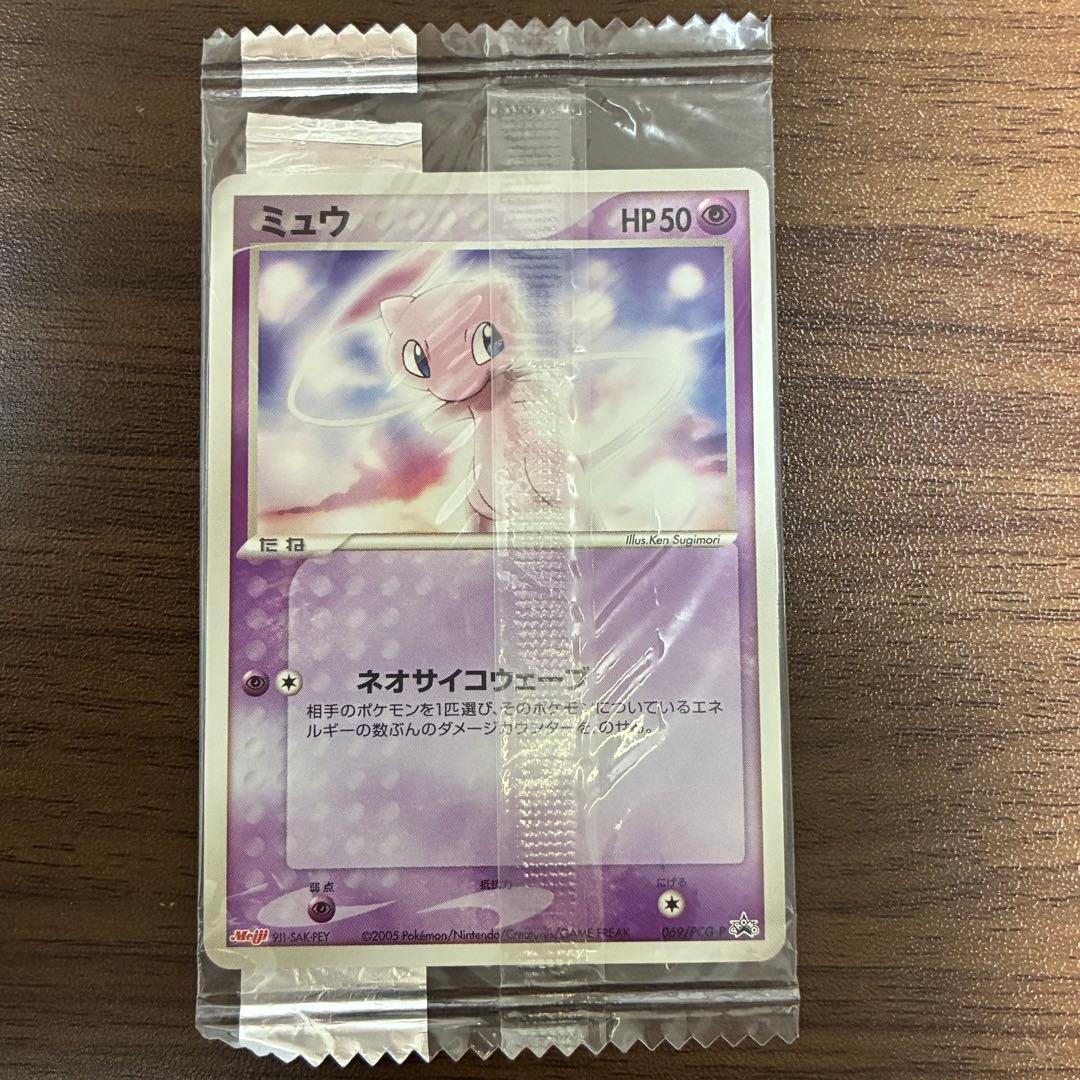 ミュウ HP50
たね Illus.Ken Sugimori
ネオサイコウェーブ
相手のポケモンを1匹選び、そのポケモンについているエネ
ルギーの数ぶんのダメージカウンターを、のせる。
弱点 抵抗力 にげる
Meiji 9JI-SAK-PEY ©2005 Pokémon/Nintendo/Creatures/GAME FREAK 069/PCG-P PROMO